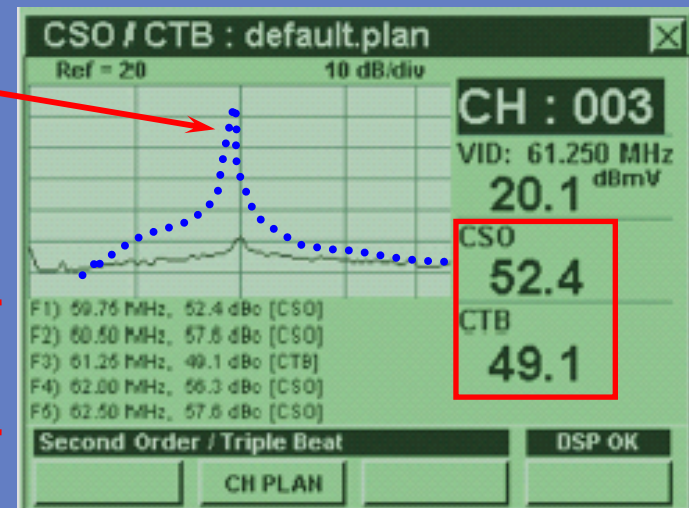 CSO / CTB : default.plan
Ref = 20 10 dB/div
CH : 003
VID: 61.250 MHz
20.1 dBmV
CSO
52.4
CTB
49.1
F1) 59.75 MHz, 52.4 dBc [CSO]
F2) 60.50 MHz, 57.6 dBc [CSO]
F3) 61.25 MHz, 49.1 dBc [CTB]
F4) 62.00 MHz, 56.3 dBc [CSO]
F5) 62.50 MHz, 57.6 dBc [CSO]
Second Order / Triple Beat DSP OK
CH PLAN